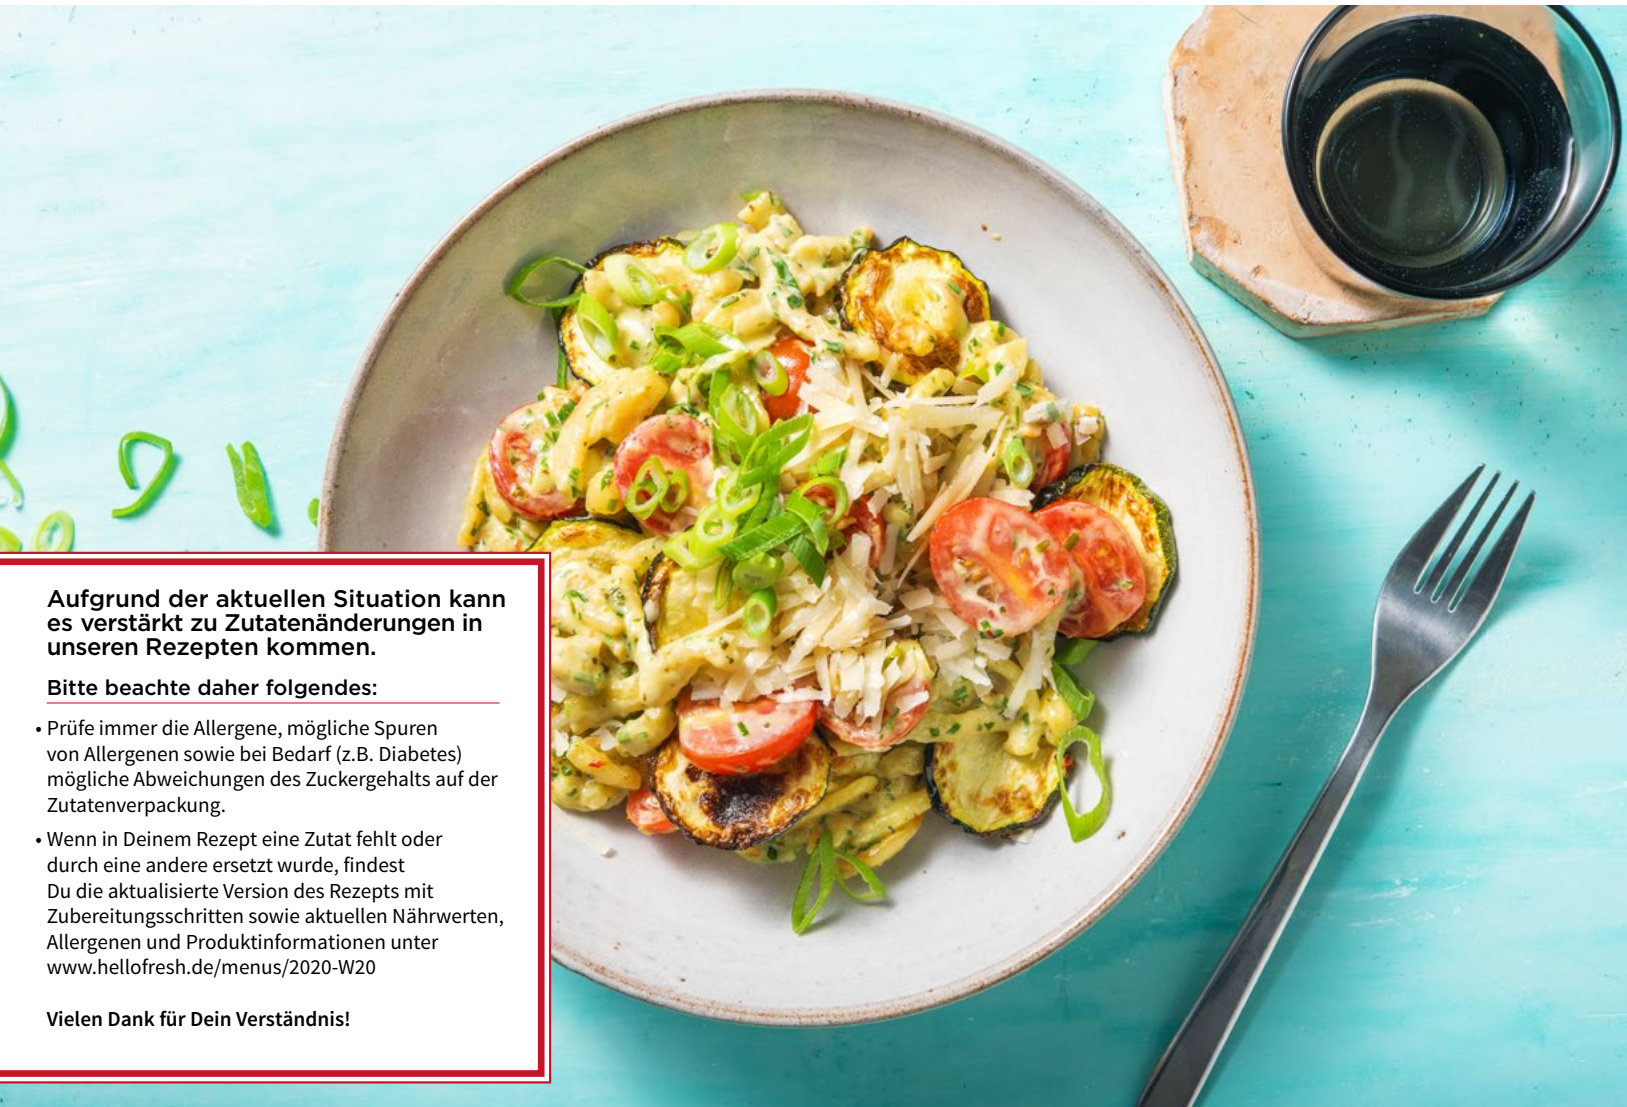 Aufgrund der aktuellen Situation kann
es verstärkt zu Zutatenänderungen in
unseren Rezepten kommen.
Bitte beachte daher folgendes:
• Prüfe immer die Allergene, mögliche Spuren
von Allergenen sowie bei Bedarf (z.B. Diabetes)
mögliche Abweichungen des Zuckergehalts auf der
Zutatenverpackung.
• Wenn in Deinem Rezept eine Zutat fehlt oder
durch eine andere ersetzt wurde, findest
Du die aktualisierte Version des Rezepts mit
Zubereitungsschritten sowie aktuellen Nährwerten,
Allergenen und Produktinformationen unter
www.hellofresh.de/menus/2020-W20
Vielen Dank für Dein Verständnis!